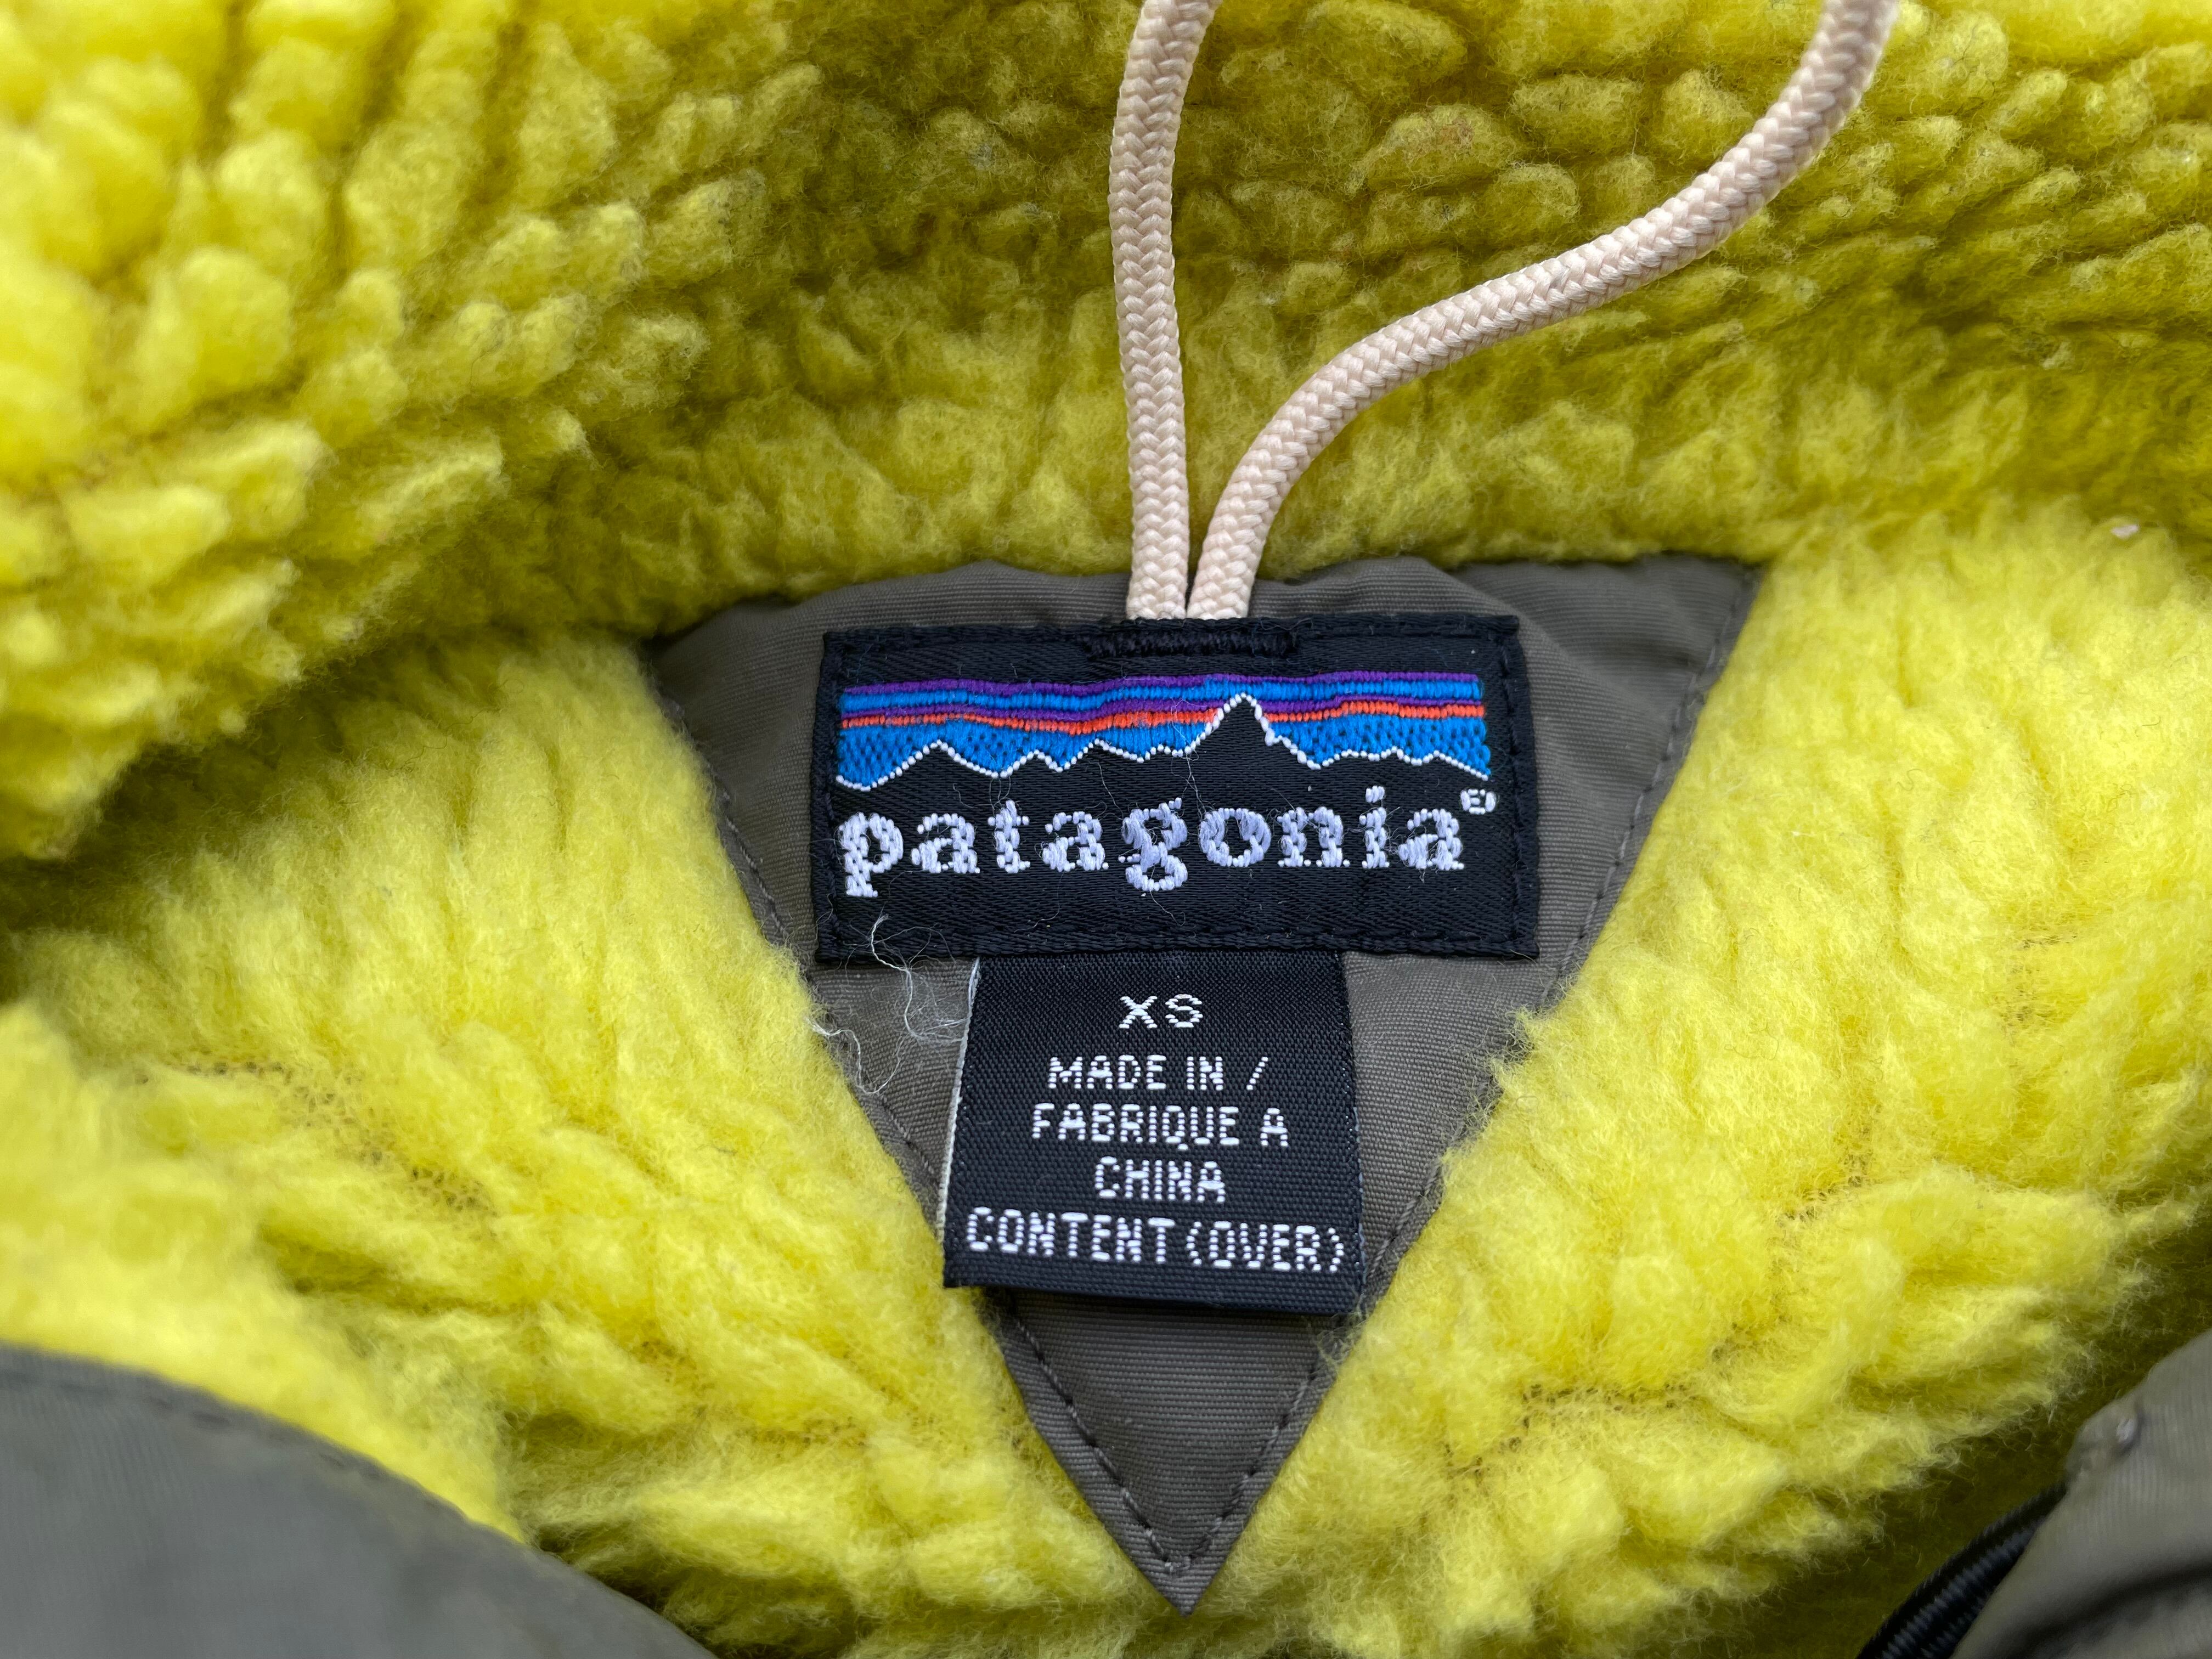 patagonia®
XS
MADE IN /
FABRIQUE A
CHINA
CONTENT (OVER)